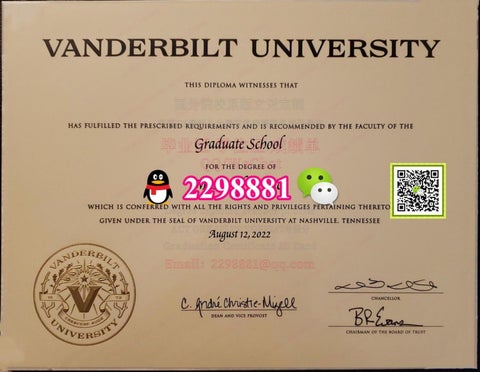 VANDERBILT UNIVERSITY
THIS DIPLOMA WITNESSES THAT
HAS FULFILLED THE PRESCRIBED REQUIREMENTS AND IS RECOMMENDED BY THE FACULTY OF THE
Graduate School
FOR THE DEGREE OF
2298881
WHICH IS CONFERRED WITH ALL THE RIGHTS AND PRIVILEGES PERTAINING THERETO
GIVEN UNDER THE SEAL OF VANDERBILT UNIVERSITY AT NASHVILLE, TENNESSEE
August 12, 2022
Email: 2298881@qq.com
VANDERBILT
V
UNIVERSITY
C. André Christie-Mizell
DEAN AND VICE PROVOST
CHANCELLOR
CHAIRMAN OF THE BOARD OF TRUST